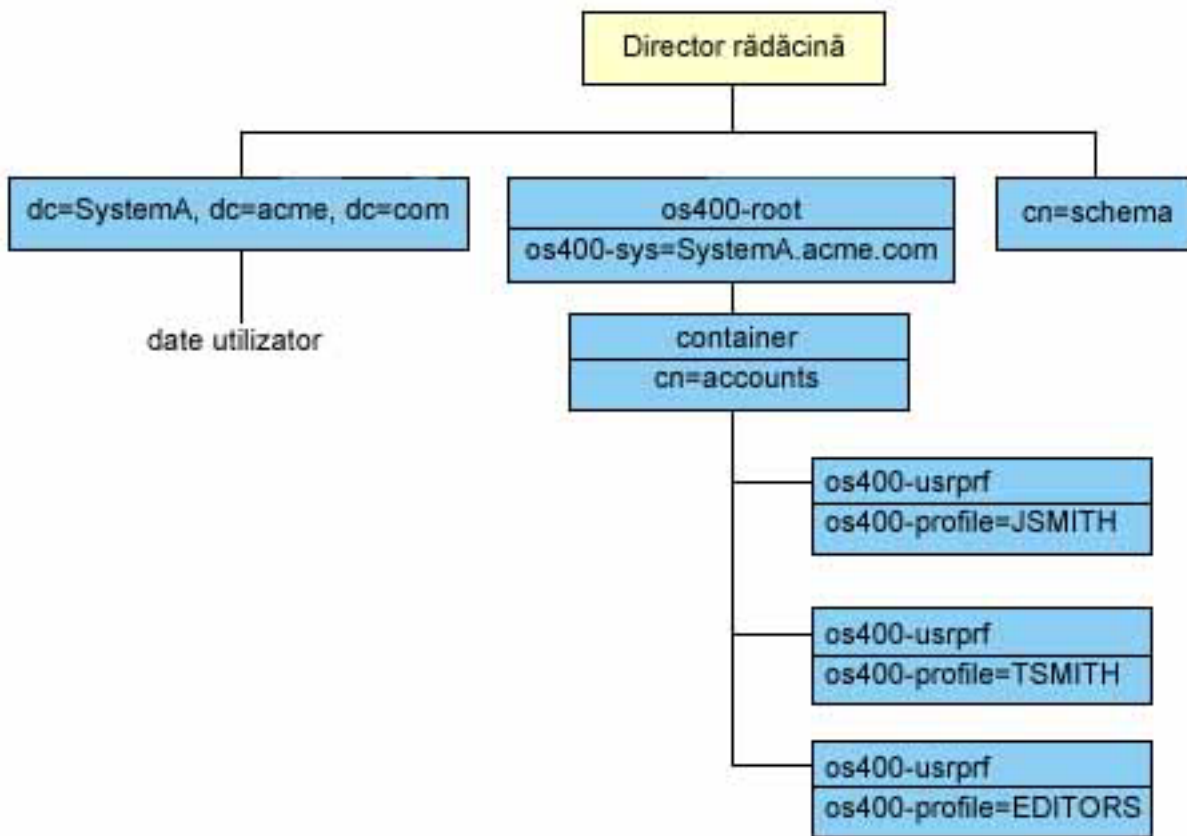 Director rădăcină
dc=SystemA, dc=acme, dc=com
os400-root
os400-sys=SystemA.acme.com
cn=schema
date utilizator
container
cn=accounts
os400-usrprf
os400-profile=JSMITH
os400-usrprf
os400-profile=TSMITH
os400-usrprf
os400-profile=EDITORS